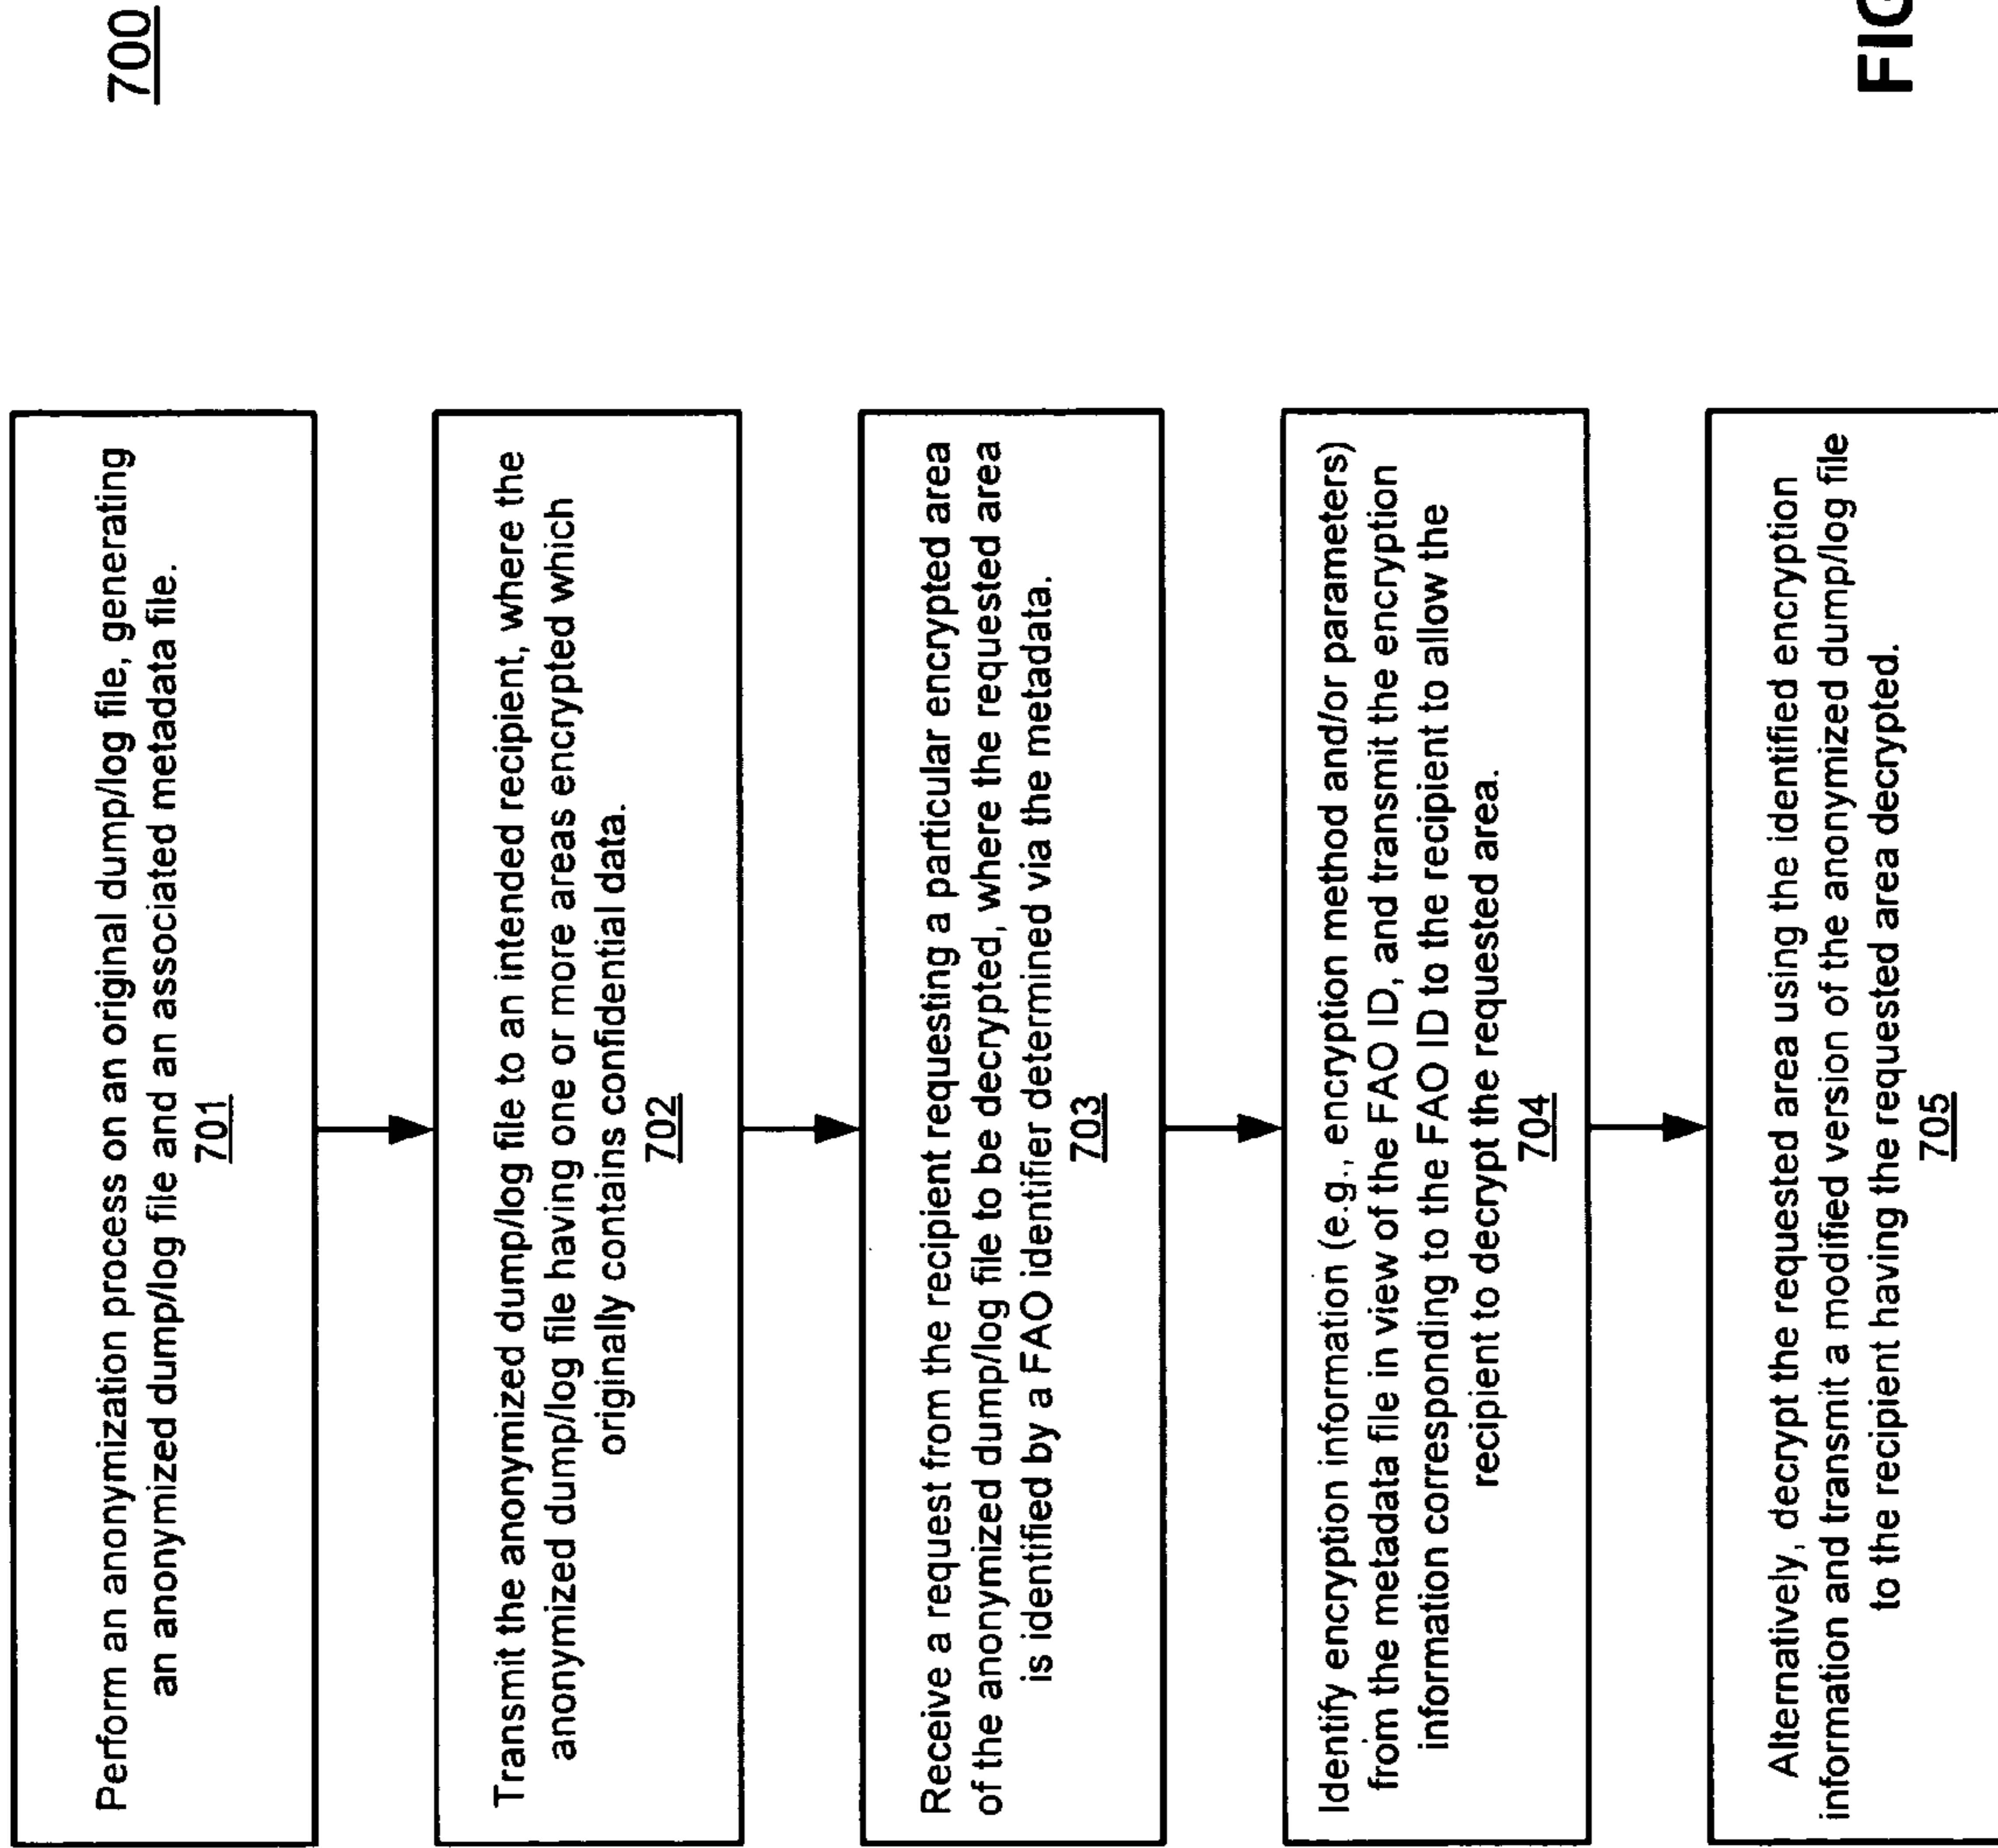 700
Perform an anonymization process on an original dump/log file, generating
an anonymized dump/log file and an associated metadata file.
701
Transmit the anonymized dump/log file to an intended recipient, where the
anonymized dump/log file having one or more areas encrypted which
originally contains confidential data.
702
Receive a request from the recipient requesting a particular encrypted area
of the anonymized dump/log file to be decrypted, where the requested area
is identified by a FAO identifier determined via the metadata.
703
Identify encryption information (e.g., encryption method and/or parameters)
from the metadata file in view of the FAO ID, and transmit the encryption
information corresponding to the FAO ID to the recipient to allow the
recipient to decrypt the requested area.
704
Alternatively, decrypt the requested area using the identified encryption
information and transmit a modified version of the anonymized dump/log file
to the recipient having the requested area decrypted.
705